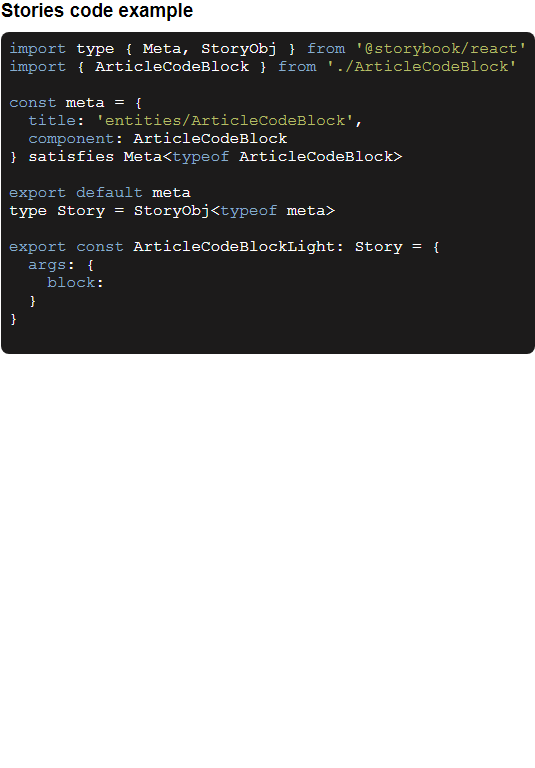 Stories code example
import type { Meta, StoryObj } from '@storybook/react'
import { ArticleCodeBlock } from './ArticleCodeBlock'

const meta = {
  title: 'entities/ArticleCodeBlock',
  component: ArticleCodeBlock
} satisfies Meta<typeof ArticleCodeBlock>

export default meta
type Story = StoryObj<typeof meta>

export const ArticleCodeBlockLight: Story = {
  args: {
    block:
  }
}